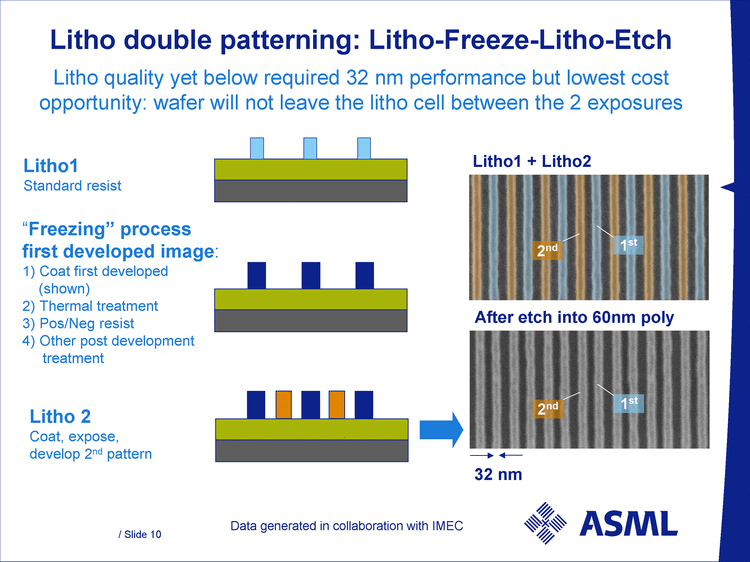 Litho double patterning: Litho-Freeze-Litho-Etch
Litho quality yet below required 32 nm performance but lowest cost
opportunity: wafer will not leave the litho cell between the 2 exposures
Litho1
Standard resist
“Freezing” process
first developed image:
1) Coat first developed
(shown)
2) Thermal treatment
3) Pos/Neg resist
4) Other post development
treatment
Litho 2
Coat, expose,
develop 2nd pattern
Litho1 + Litho2
2nd
1st
After etch into 60nm poly
2nd
1st
32 nm
/ Slide 10
Data generated in collaboration with IMEC
ASML